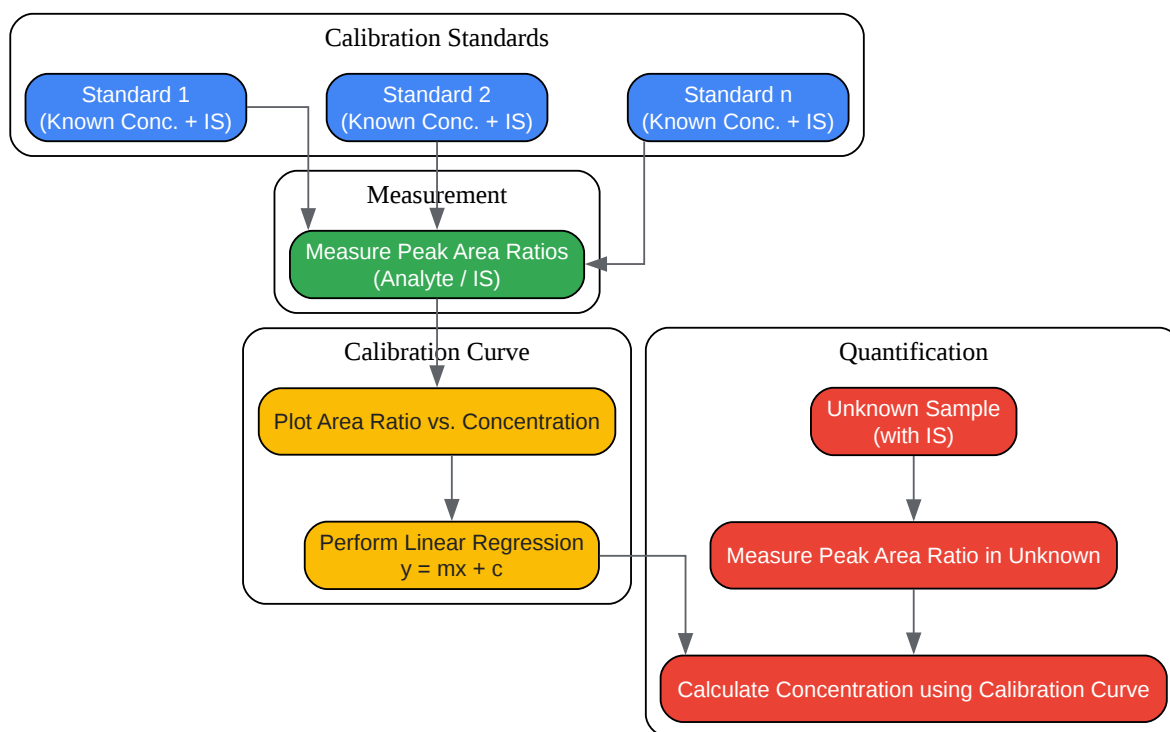 Calibration Standards
Standard 1
(Known Conc. + IS)
Standard 2
(Known Conc. + IS)
Standard n
(Known Conc. + IS)
Measurement
Measure Peak Area Ratios
(Analyte / IS)
Calibration Curve
Plot Area Ratio vs. Concentration
Perform Linear Regression
y = mx + c
Quantification
Unknown Sample
(with IS)
Measure Peak Area Ratio in Unknown
Calculate Concentration using Calibration Curve